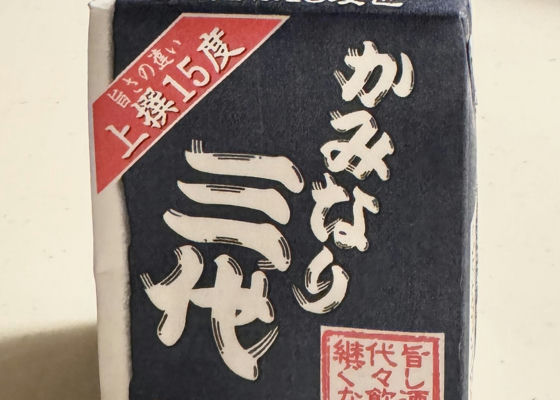 旨さの違い
上撰15度
かみなり
三代
旨し酒
代々飲
継ぐな